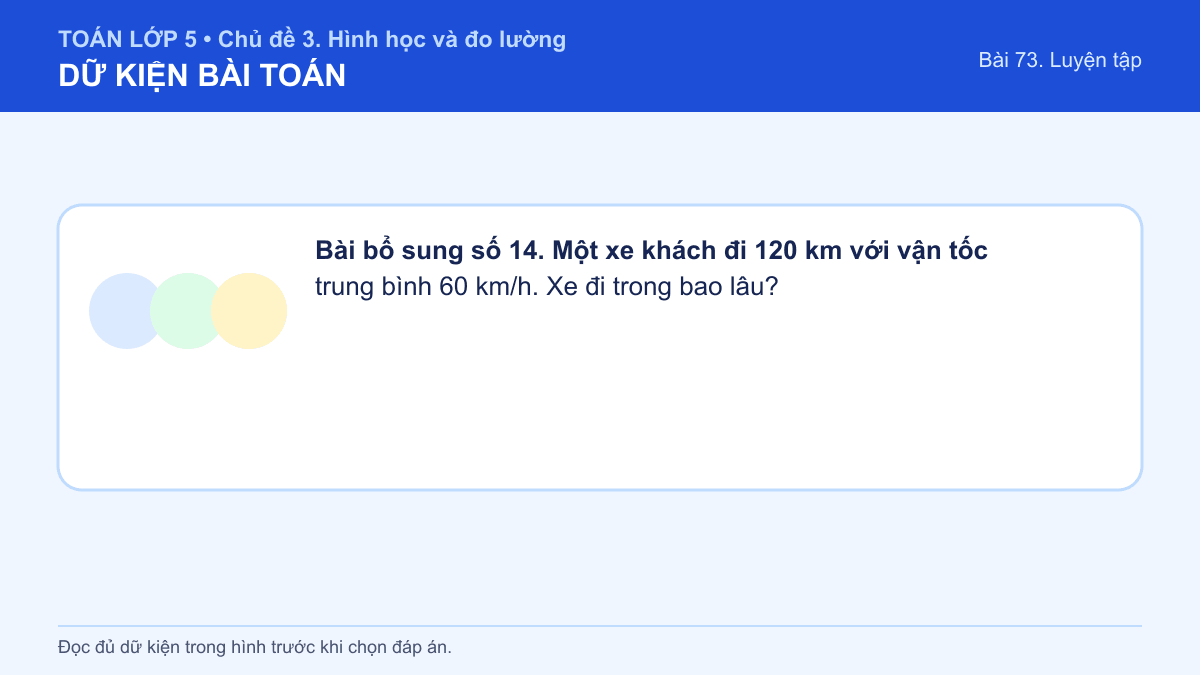 TOÁN LỚP 5 • Chủ đề 3. Hình học và đo lường
DỮ KIỆN BÀI TOÁN
Bài 73. Luyện tập
Bài bổ sung số 14. Một xe khách đi 120 km với vận tốc
trung bình 60 km/h. Xe đi trong bao lâu?
Đọc đủ dữ kiện trong hình trước khi chọn đáp án.